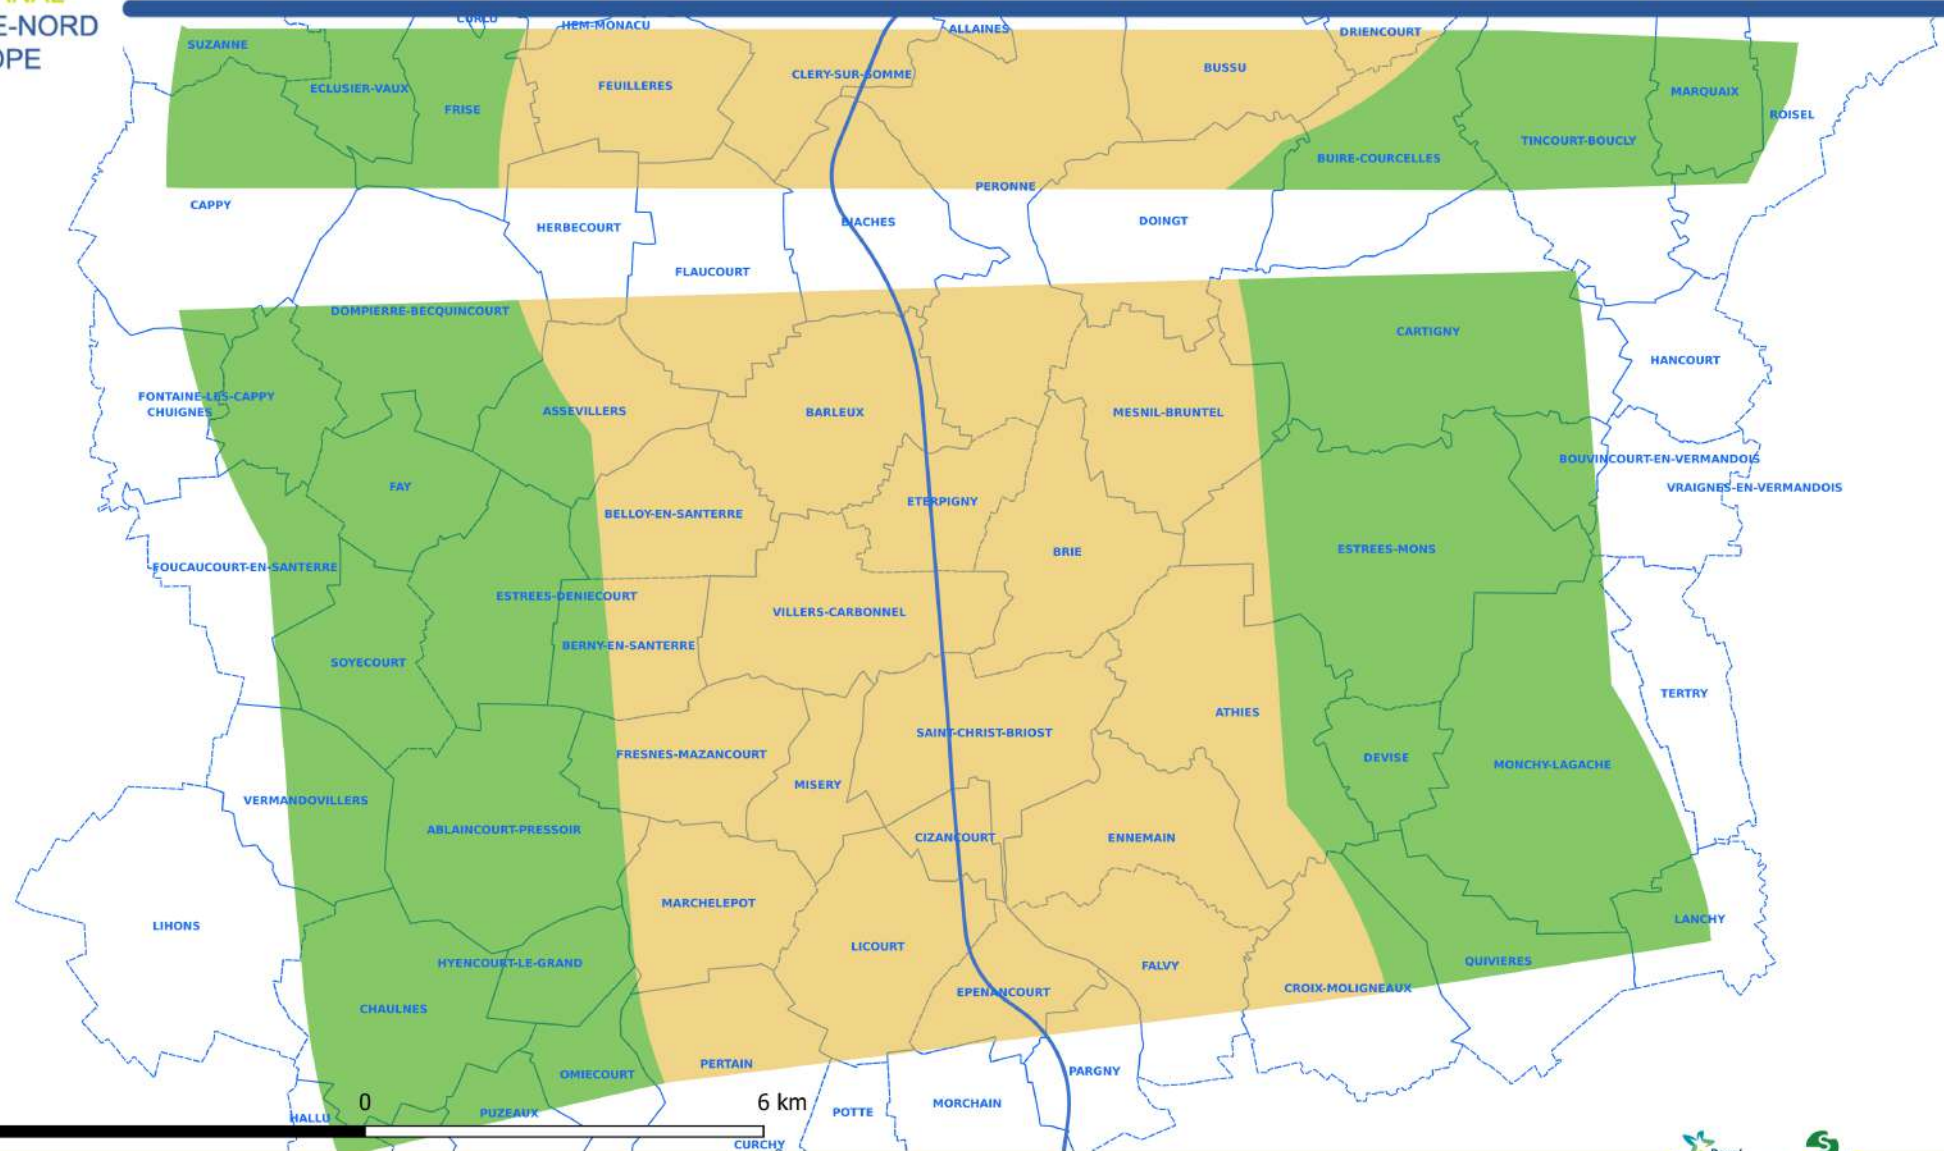 E-NORD
OPE
CURLU
HEM-MONACU
ALLAINES
DRIENCOURT
SUZANNE
ECLUSIER-VAUX
FRISE
FEUILLERES
CLERY-SUR-SOMME
BUSSU
MARQUAIX
ROISEL
TINCOURT-BOUCLY
BUIRE-COURCELLES
PERONNE
CAPPY
HERBECOURT
BIACHES
DOINGT
FLAUCOURT
DOMPIERRE-BECQUINCOURT
CARTIGNY
HANCOURT
FONTAINE-LES-CAPPY
CHUIGNES
ASSEVILLERS
BARLEUX
MESNIL-BRUNTEL
BOUVINCOURT-EN-VERMANDOIS
VRAIGNES-EN-VERMANDOIS
FAY
BELLOY-EN-SANTERRE
ETERPIGNY
BRIE
ESTREES-MONS
FOUCAUCOURT-EN-SANTERRE
ESTREES-DENIECOURT
VILLERS-CARBONNEL
BERNY-EN-SANTERRE
SOYECOURT
TERTRY
ATHIES
SAINT-CHRIST-BRIOST
FRESNES-MAZANCOURT
DEVISE
MONCHY-LAGACHE
MISERY
VERMANDOVILLERS
ABLAINCOURT-PRESSOIR
CIZANCOURT
ENNEMAIN
MARCHELEPOT
LANCHY
LIHONS
LICOURT
HYENCOURT-LE-GRAND
FALVY
QUIVIERES
CROIX-MOLIGNEAUX
EPENANCOURT
CHAULNES
PERTAIN
OMIECOURT
PARGNY
0
6 km
MORCHAIN
POTTE
PUZEAUX
HALLU
CURCHY